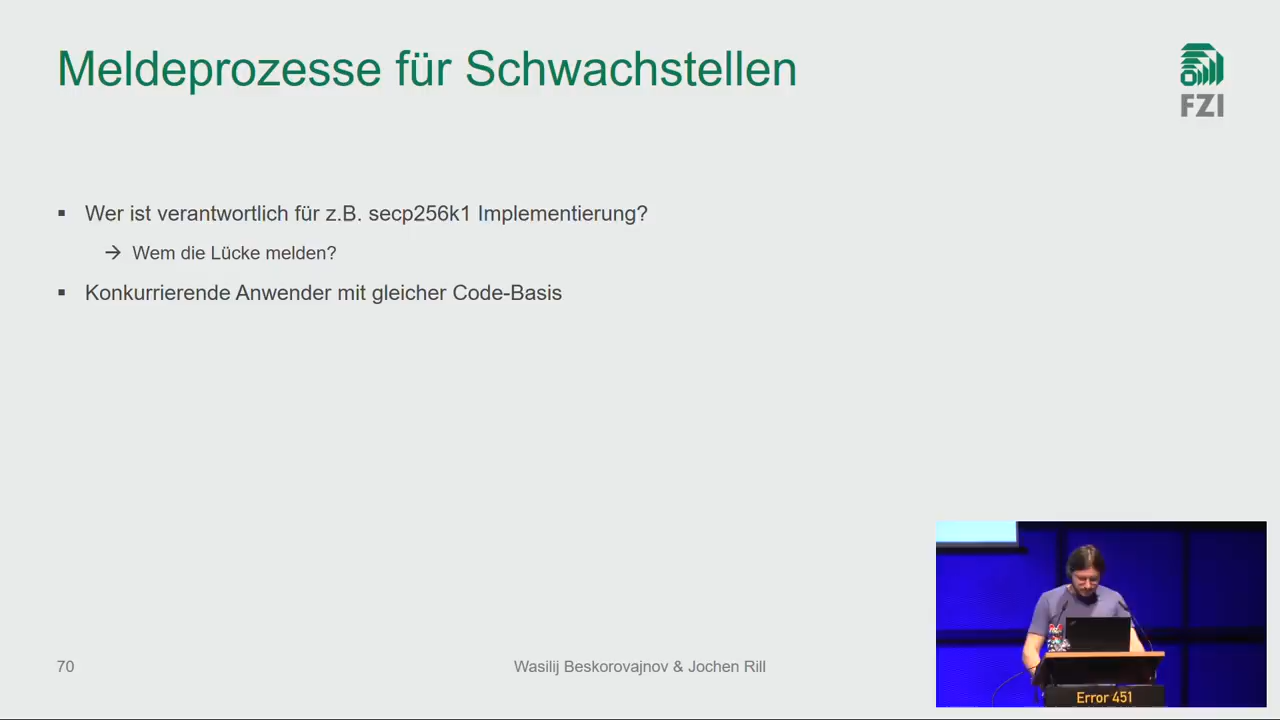 Meldeprozesse für Schwachstellen
FZI
▪ Wer ist verantwortlich für z.B. secp256k1 Implementierung?
→ Wem die Lücke melden?
▪ Konkurrierende Anwender mit gleicher Code-Basis
70
Wasilij Beskorovajnov & Jochen Rill
Error 451